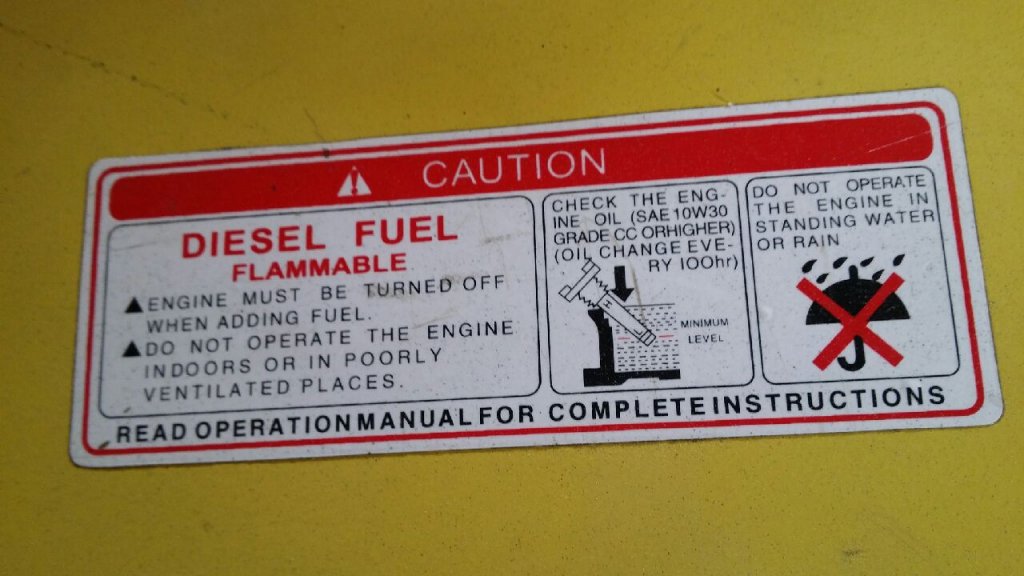 CAUTION
DIESEL FUEL
FLAMMABLE
▲ENGINE MUST BE TURNED OFF
WHEN ADDING FUEL.
▲DO NOT OPERATE THE ENGINE
INDOORS OR IN POORLY
VENTILATED PLACES.
CHECK THE ENG-
INE OIL (SAE 10W30
GRADE CC ORHIGHER)
(OIL CHANGE EVE-
RY 100hr)
MINIMUM
LEVEL
DO NOT OPERATE
THE ENGINE IN
STANDING WATER
OR RAIN
READ OPERATION MANUAL FOR COMPLETE INSTRUCTIONS